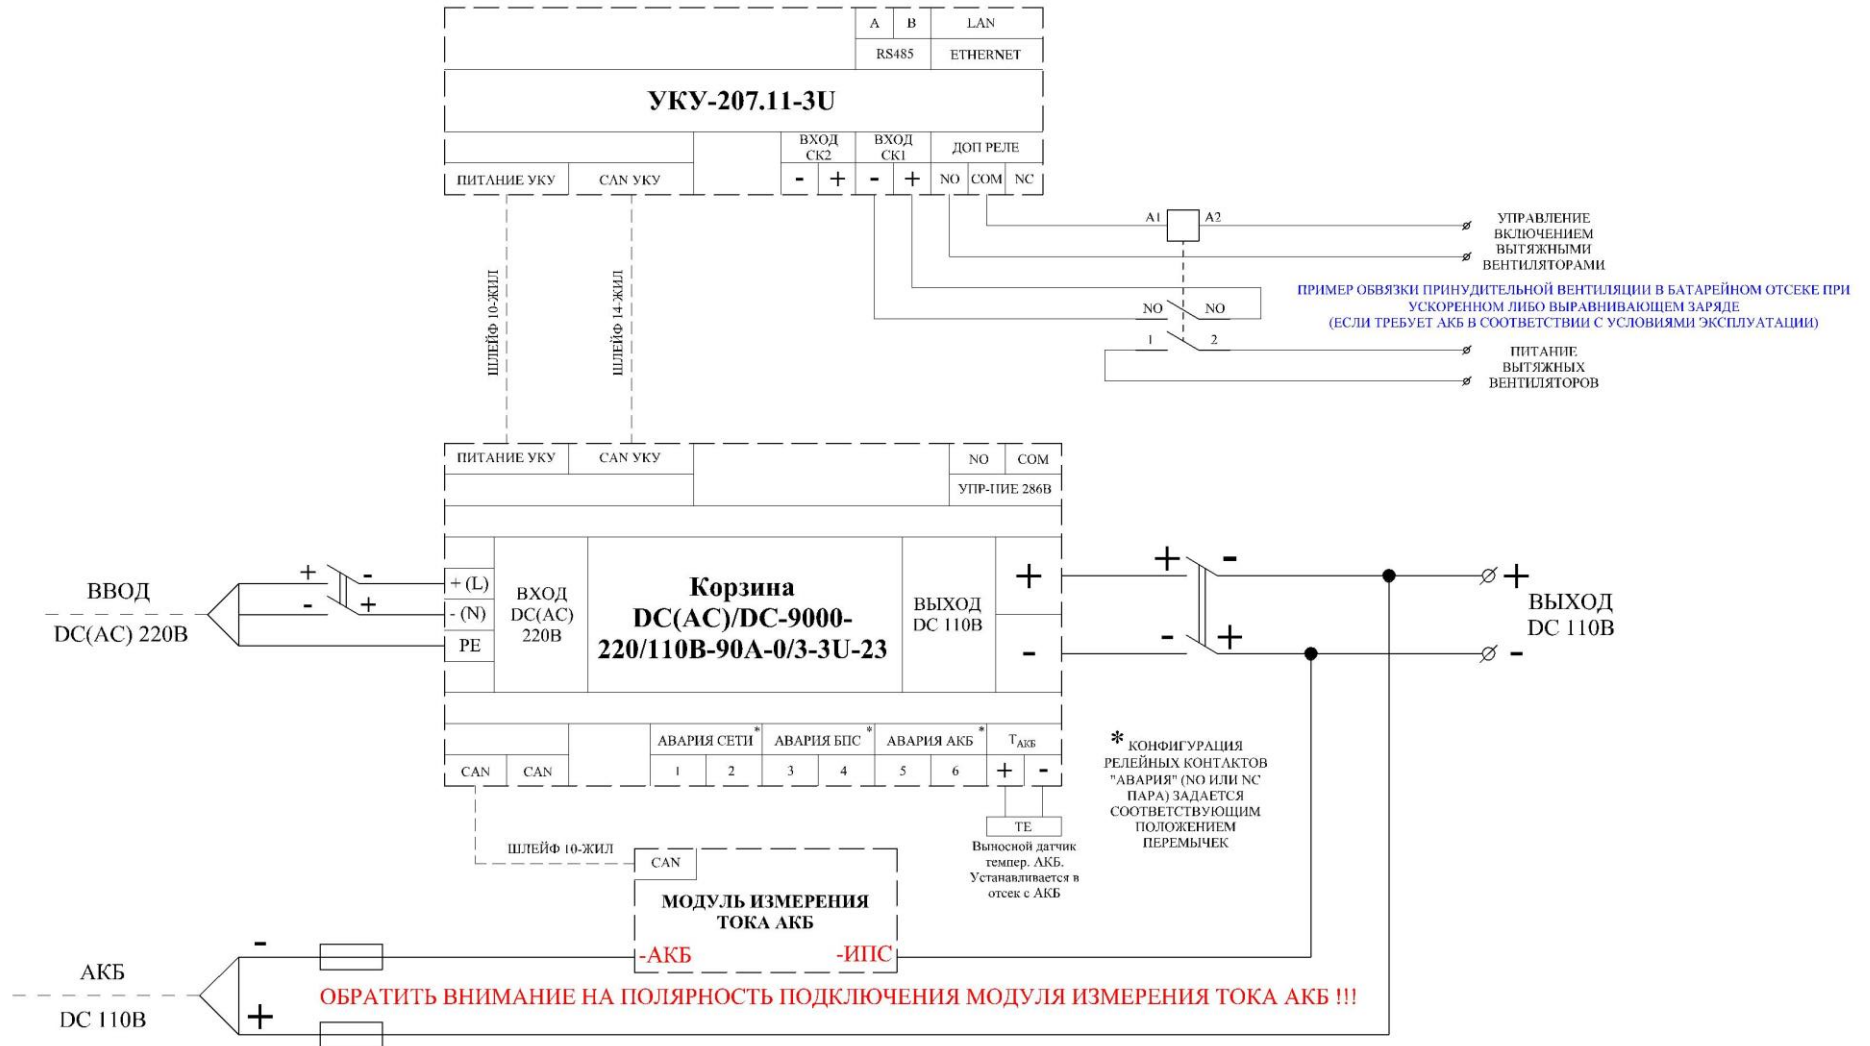 A B LAN
RS485 ETHERNET
УКУ-207.11-3U
ВХОД
СК2
ВХОД
СК1
ДОП РЕЛЕ
ПИТАНИЕ УКУ CAN УКУ - + - + NO COM NC
A1 A2
УПРАВЛЕНИЕ
ВКЛЮЧЕНИЕМ
ВЫТЯЖНЫМИ
ВЕНТИЛЯТОРАМИ
ШЛЕЙФ 10-ЖИЛ
ШЛЕЙФ 14-ЖИЛ
ПРИМЕР ОБВЯЗКИ ПРИНУДИТЕЛЬНОЙ ВЕНТИЛЯЦИИ В БАТАРЕЙНОМ ОТСЕКЕ ПРИ
УСКОРЕННОМ ЛИБО ВЫРАВНИВАЮЩЕМ ЗАРЯДЕ
(ЕСЛИ ТРЕБУЕТ АКБ В СООТВЕТСТВИИ С УСЛОВИЯМИ ЭКСПЛУАТАЦИИ)
NO NO
1 2
ПИТАНИЕ
ВЫТЯЖНЫХ
ВЕНТИЛЯТОРОВ
ПИТАНИЕ УКУ CAN УКУ NO COM
УПР-НИЕ 286В
ВВОД
DC(AC) 220В
+ -
- +
+ (L)
- (N)
PE
ВХОД
DC(AC)
220В
Корзина
DC(AC)/DC-9000-
220/110В-90А-0/3-3U-23
ВЫХОД
DC 110В
+
-
+ -
- +
+
-
ВЫХОД
DC 110В
АВАРИЯ СЕТИ * АВАРИЯ БПС * АВАРИЯ АКБ * TАКБ
CAN CAN 1 2 3 4 5 6 + -
* КОНФИГУРАЦИЯ
РЕЛЕЙНЫХ КОНТАКТОВ
"АВАРИЯ" (NO ИЛИ NC
ПАРА) ЗАДАЕТСЯ
СООТВЕТСТВУЮЩИМ
ПОЛОЖЕНИЕМ
ПЕРЕМЫЧЕК
TE
Выносной датчик
темпер. АКБ.
Устанавливается в
отсек с АКБ
ШЛЕЙФ 10-ЖИЛ
CAN
МОДУЛЬ ИЗМЕРЕНИЯ
ТОКА АКБ
-АКБ -ИПС
АКБ
DC 110В
-
+
ОБРАТИТЬ ВНИМАНИЕ НА ПОЛЯРНОСТЬ ПОДКЛЮЧЕНИЯ МОДУЛЯ ИЗМЕРЕНИЯ ТОКА АКБ !!!